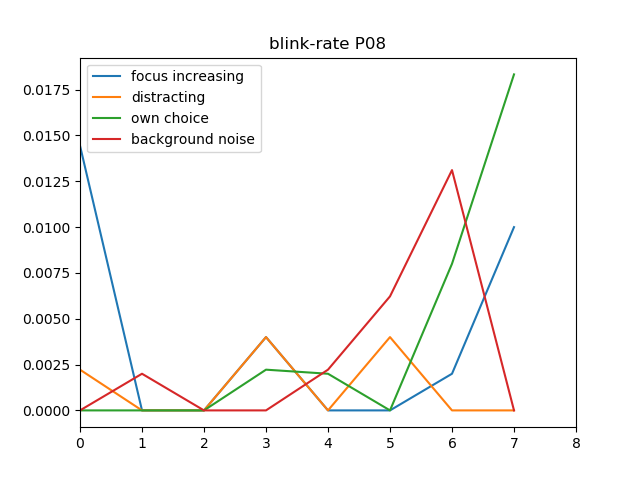 blink-rate P08
focus increasing
distracting
own choice
background noise
0.0175
0.0150
0.0125
0.0100
0.0075
0.0050
0.0025
0.0000
0 1 2 3 4 5 6 7 8